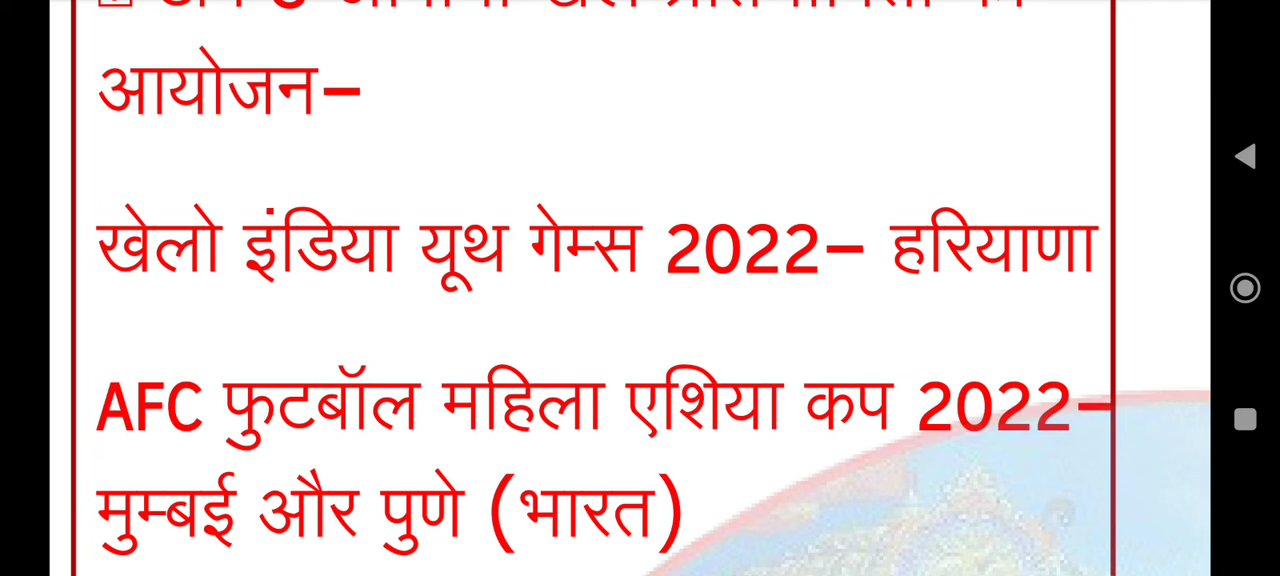 आयोजन–
खेलो इंडिया यूथ गेम्स 2022– हरियाणा
AFC फुटबॉल महिला एशिया कप 2022–
मुम्बई और पुणे (भारत)